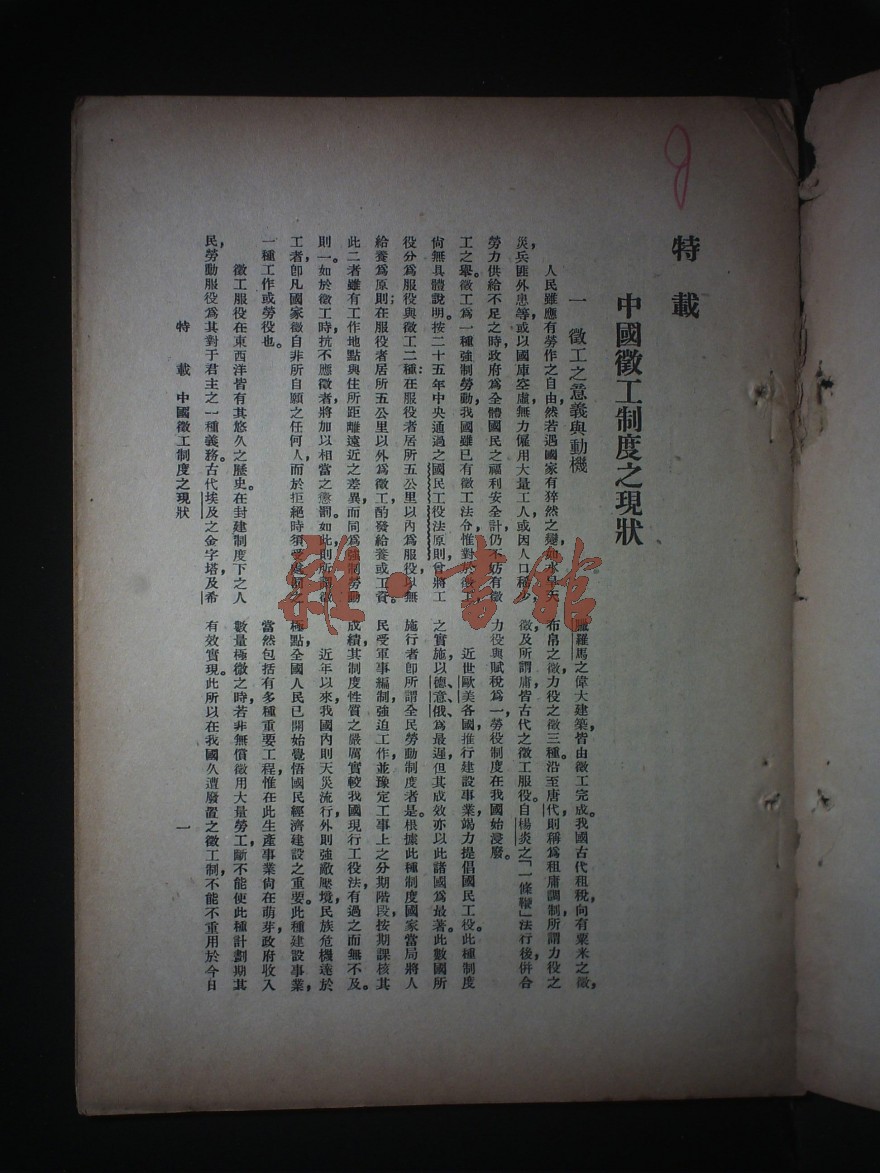 特載
中國徵工制度之現狀
一　徵工之意義與動機
人民雖應有勞作之自由，然若遇國家有猝然之變，如水旱天
災，兵匪外患等，或以國庫空虛，無力僱用大量工人，或因人口稀少，
勞力供給不足之時，政府爲全體國民之福利安全計，仍不妨有徵
工之舉。徵工爲一種強制勞動，我國雖已有徵工法令，惟對於徵工，
尙無具體說明。按二十五年中央通過之國民工役法原則，曾將工
役分爲服役與徵工二種：在服役者居所五公里以內爲服役，以無
給養爲原則；在服役者居所五公里以外爲徵工，酌發給養或工資。
此二者雖有工作地點與住所距離遠近之差異，而同爲強制勞動
則一。如於徵工時，抗不應徵者，將加以相當之懲罰。如此，則所謂徵
工者，卽凡國家徵自非所自願之任何人，而於拒絕時須受處罰之
一種工作或勞役也。
徵工服役在東西洋皆有其悠久之歷史。在封建制度下之人
民，勞動服役爲其對于君主之一種義務。古代埃及之金字塔，及希
臘羅馬之偉大建築，皆由徵工完成。我國古代租稅，向有粟米之徵，
布帛之徵，力役之徵三種。沿至唐代，則稱爲租庸調制，所謂力役之
徵，及所謂庸，皆古代之徵工服役。自楊炎之「一條鞭」法行後，併合
力役與賦稅爲一，勞役制度在我國始浸廢。
近世歐美各國，推行建設事業，竭力提倡國民工役。此種制度
之實施，以德、意、俄爲最遲，但其成效亦以此諸國爲最著。此數國所
施行者，卽所謂全民勞動制度者是。根據此種制度，國家當局將人
民受軍事編制，強迫工作，並豫定工事上之分期階段，按期課核其
成績，其制度性質之嚴厲，實較我國現行工役法，有過之而無不及。
近年以來，我國內則天災流行，外則強敵壓境，民族危機達於
極點，全國人民已開始覺悟國民經濟建設之重要。此種建設事業，
當然包括有多種重要工程，惟在此生產事業尙在萌芽，政府收入
數量極微之時，若非無償徵用大量勞工，斷不能使此種計劃期其
有效實現。此所以在我國久遭廢置之徵工制，不能不重用於今日
特　載　中國徵工制度之現狀
一
羅·書館